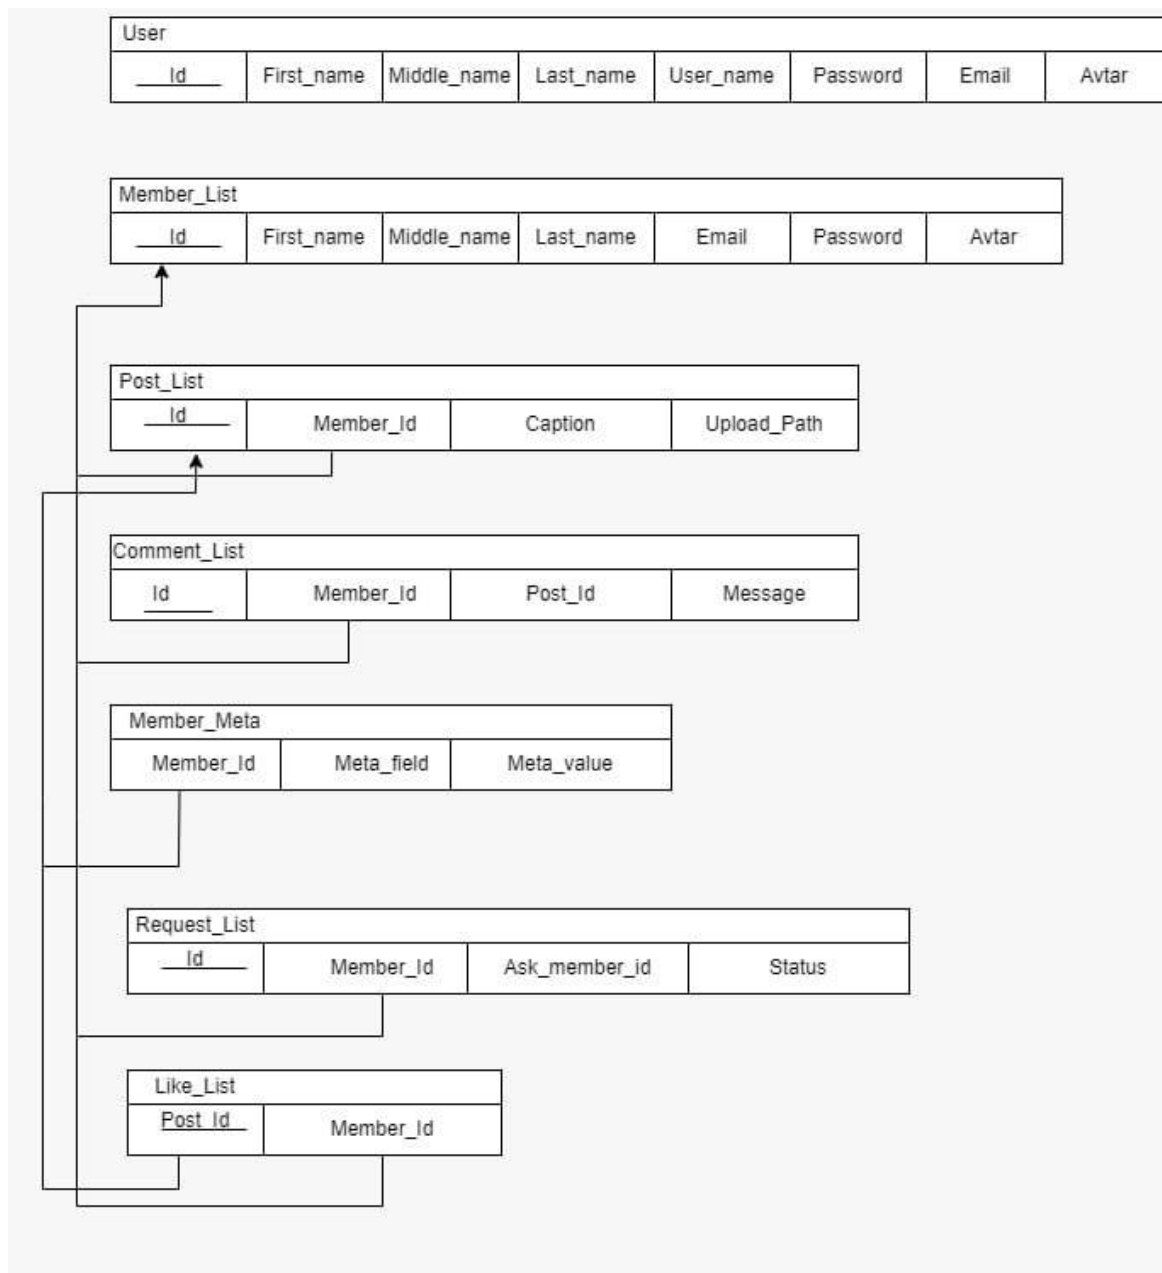 User
Id First_name Middle_name Last_name User_name Password Email Avtar
Member_List
Id First_name Middle_name Last_name Email Password Avtar
Post_List
Id Member_Id Caption Upload_Path
Comment_List
Id Member_Id Post_Id Message
Member_Meta
Member_Id Meta_field Meta_value
Request_List
Id Member_Id Ask_member_id Status
Like_List
Post_Id Member_Id